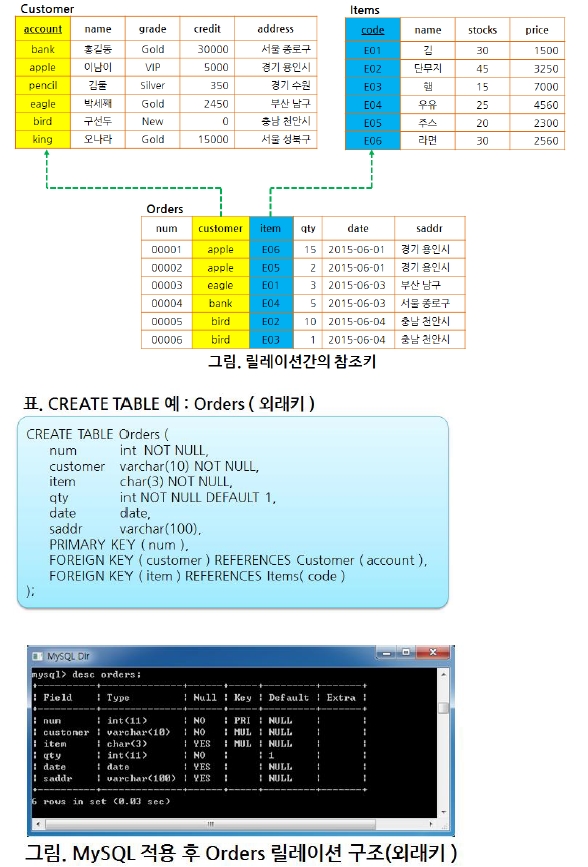 Customer
account name grade credit address
bank 홍길동 Gold 30000 서울 종로구
apple 이남이 VIP 5000 경기 용인시
pencil 김둘 Silver 350 경기 수원
eagle 박세째 Gold 2450 부산 남구
bird 구선두 New 0 충남 천안시
king 오나라 Gold 15000 서울 성북구
Items
code name stocks price
E01 김 30 1500
E02 단무지 45 3250
E03 햄 15 7000
E04 우유 25 4560
E05 주스 20 2300
E06 라면 30 2560
Orders
num customer item qty date saddr
00001 apple E06 15 2015-06-01 경기 용인시
00002 apple E05 2 2015-06-01 경기 용인시
00003 eagle E01 3 2015-06-03 부산 남구
00004 bank E04 5 2015-06-03 서울 종로구
00005 bird E02 10 2015-06-04 충남 천안시
00006 bird E03 1 2015-06-04 충남 천안시
그림. 릴레이션간의 참조키
표. CREATE TABLE 예 : Orders ( 외래키 )
CREATE TABLE Orders (
num int NOT NULL,
customer varchar(10) NOT NULL,
item char(3) NOT NULL,
qty int NOT NULL DEFAULT 1,
date date,
saddr varchar(100),
PRIMARY KEY ( num ),
FOREIGN KEY ( customer ) REFERENCES Customer ( account ),
FOREIGN KEY ( item ) REFERENCES Items( code )
);
MySQL Dir
mysql> desc orders;
+----------+--------------+------+-----+---------+-------+
| Field | Type | Null | Key | Default | Extra |
+----------+--------------+------+-----+---------+-------+
| num | int(11) | NO | PRI | NULL | |
| customer | varchar(10) | NO | MUL | NULL | |
| item | char(3) | YES | MUL | NULL | |
| qty | int(11) | NO | | 1 | |
| date | date | YES | | NULL | |
| saddr | varchar(100) | YES | | NULL | |
+----------+--------------+------+-----+---------+-------+
6 rows in set (0.03 sec)
그림. MySQL 적용 후 Orders 릴레이션 구조(외래키 )